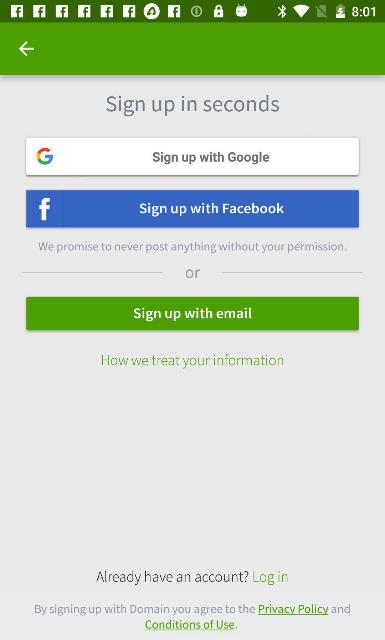 8:01
Sign up in seconds
Sign up with Google
Sign up with Facebook
We promise to never post anything without your permission.
or
Sign up with email
How we treat your information
Already have an account? Log in
By signing up with Domain you agree to the Privacy Policy and
Conditions of Use.